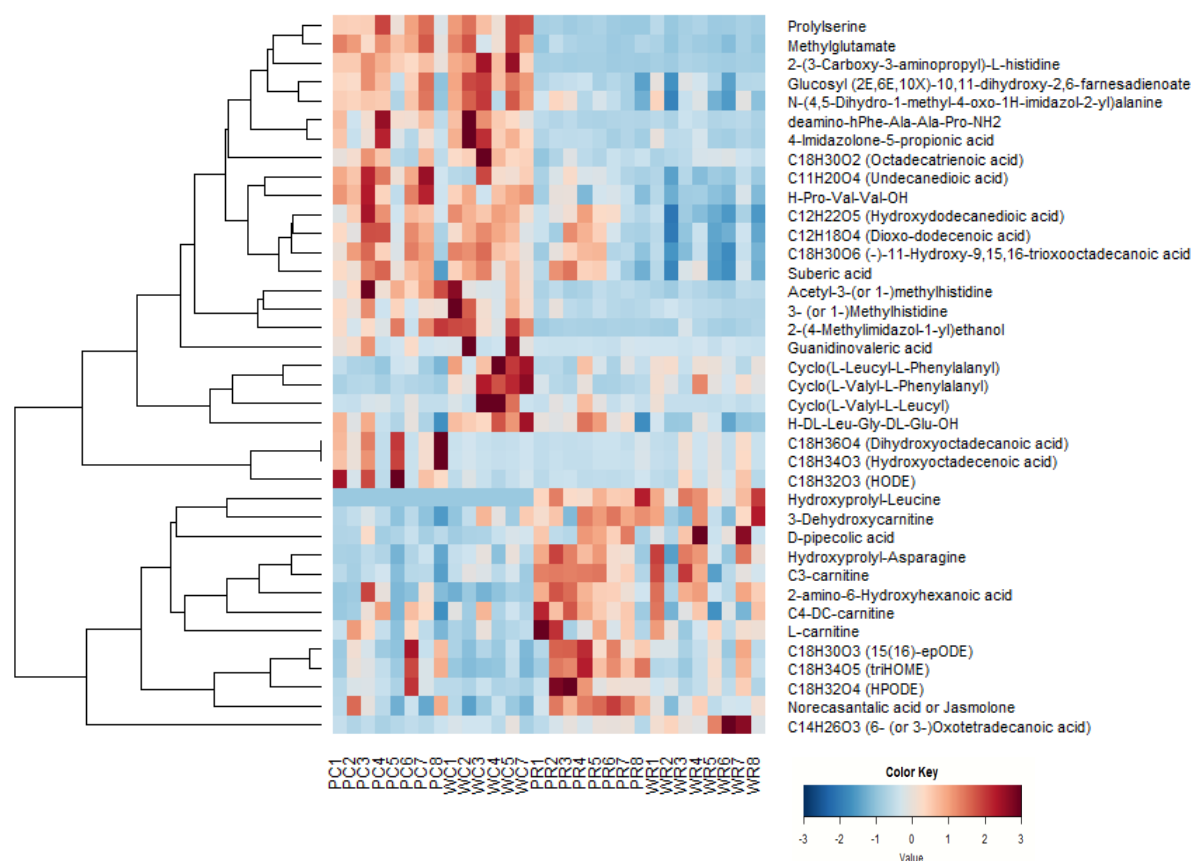 Prolylserine
Methylglutamate
2-(3-Carboxy-3-aminopropyl)-L-histidine
Glucosyl (2E,6E,10X)-10,11-dihydroxy-2,6-farnesadienoate
N-(4,5-Dihydro-1-methyl-4-oxo-1H-imidazol-2-yl)alanine
deamino-hPhe-Ala-Ala-Pro-NH2
4-Imidazolone-5-propionic acid
C18H30O2 (Octadecatrienoic acid)
C11H20O4 (Undecanedioic acid)
H-Pro-Val-Val-OH
C12H22O5 (Hydroxydodecanedioic acid)
C12H18O4 (Dioxo-dodecenoic acid)
C18H30O6 (-)-11-Hydroxy-9,15,16-trioxooctadecanoic acid
Suberic acid
Acetyl-3-(or 1-)methylhistidine
3- (or 1-)Methylhistidine
2-(4-Methylimidazol-1-yl)ethanol
Guanidinovaleric acid
Cyclo(L-Leucyl-L-Phenylalanyl)
Cyclo(L-Valyl-L-Phenylalanyl)
Cyclo(L-Valyl-L-Leucyl)
H-DL-Leu-Gly-DL-Glu-OH
C18H36O4 (Dihydroxyoctadecanoic acid)
C18H34O3 (Hydroxyoctadecenoic acid)
C18H32O3 (HODE)
Hydroxyprolyl-Leucine
3-Dehydroxycarnitine
D-pipecolic acid
Hydroxyprolyl-Asparagine
C3-carnitine
2-amino-6-Hydroxyhexanoic acid
C4-DC-carnitine
L-carnitine
C18H30O3 (15(16)-epODE)
C18H34O5 (triHOME)
C18H32O4 (HPODE)
Norecasantalic acid or Jasmolone
C14H26O3 (6- (or 3-)Oxotetradecanoic acid)
PC1 PC2 PC3 PC4 PC5 PC6 PC7 PC8 WC1 WC2 WC3 WC4 WC5 WC7 PR1 PR2 PR3 PR4 PR5 PR6 PR7 PR8 WR1 WR2 WR3 WR4 WR5 WR6 WR7 WR8
Color Key
-3 -2 -1 0 1 2 3
Value